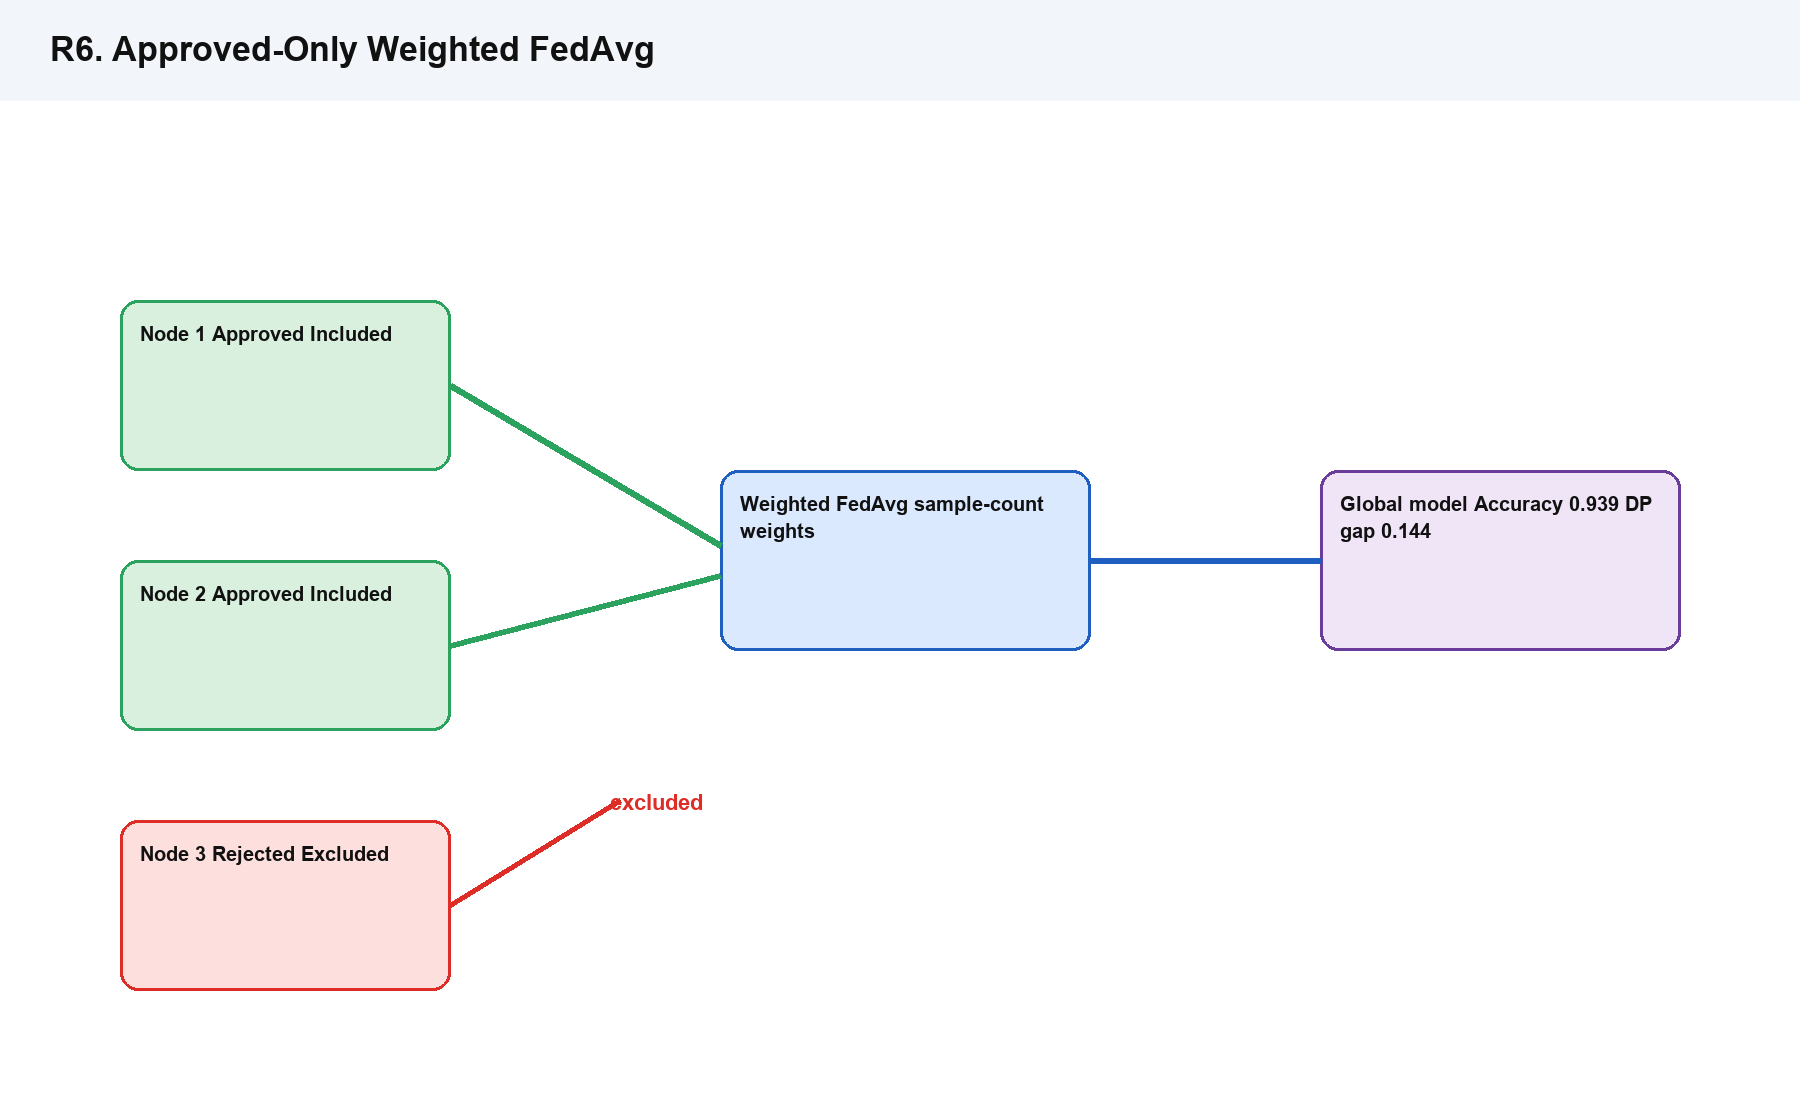 R6. Approved-Only Weighted FedAvg
Node 1 Approved Included
Node 2 Approved Included
Weighted FedAvg sample-count
weights
Global model Accuracy 0.939 DP
gap 0.144
excluded
Node 3 Rejected Excluded